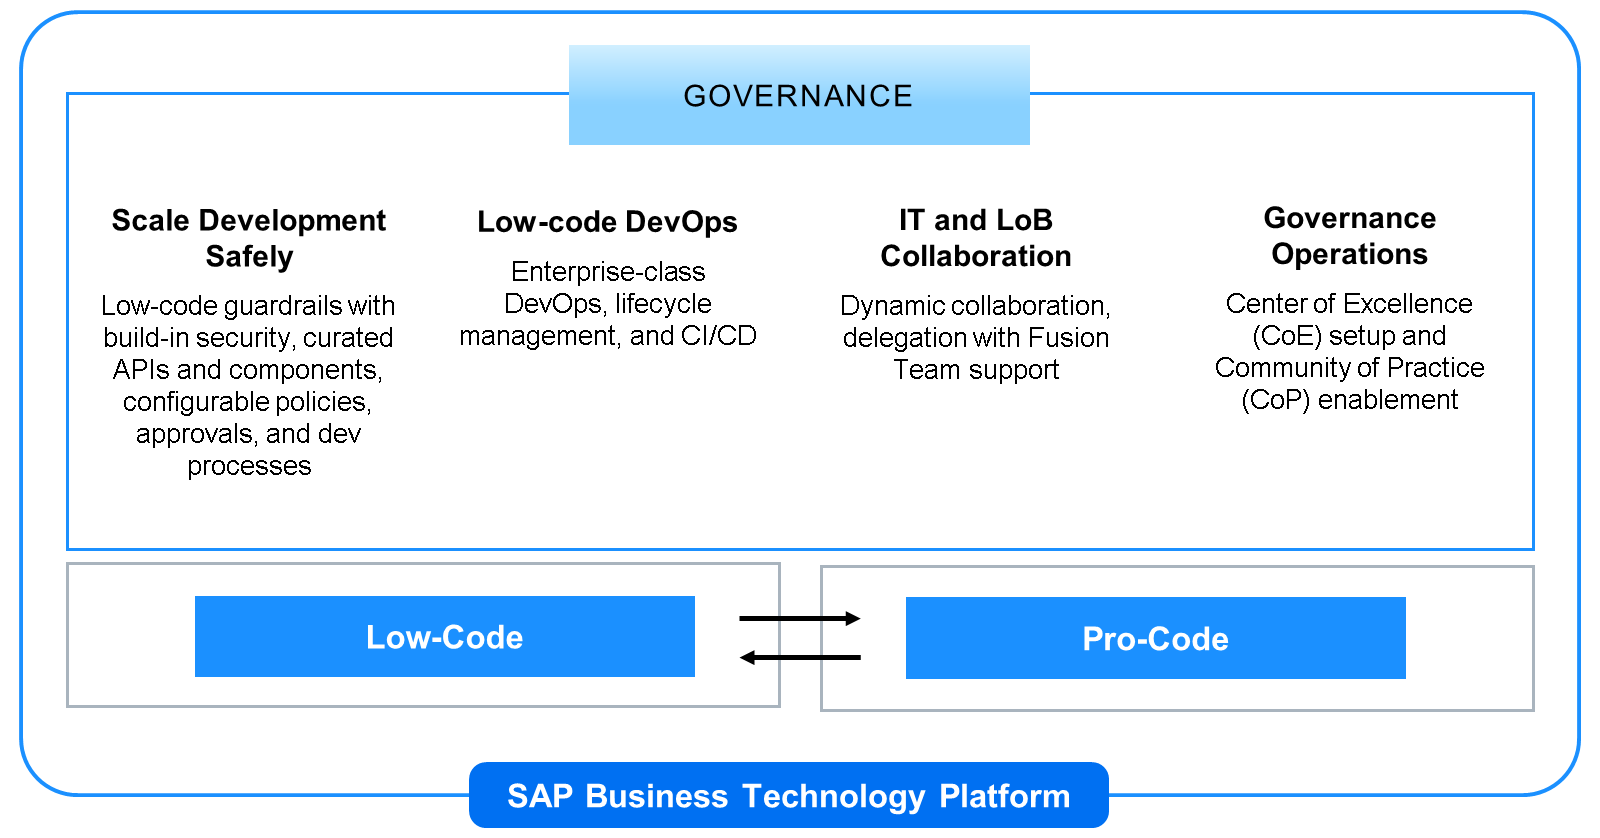 GOVERNANCE
Scale Development
Safely
Low-code guardrails with
build-in security, curated
APIs and components,
configurable policies,
approvals, and dev
processes
Low-code DevOps
Enterprise-class
DevOps, lifecycle
management, and CI/CD
IT and LoB
Collaboration
Dynamic collaboration,
delegation with Fusion
Team support
Governance
Operations
Center of Excellence
(CoE) setup and
Community of Practice
(CoP) enablement
Low-Code
Pro-Code
SAP Business Technology Platform